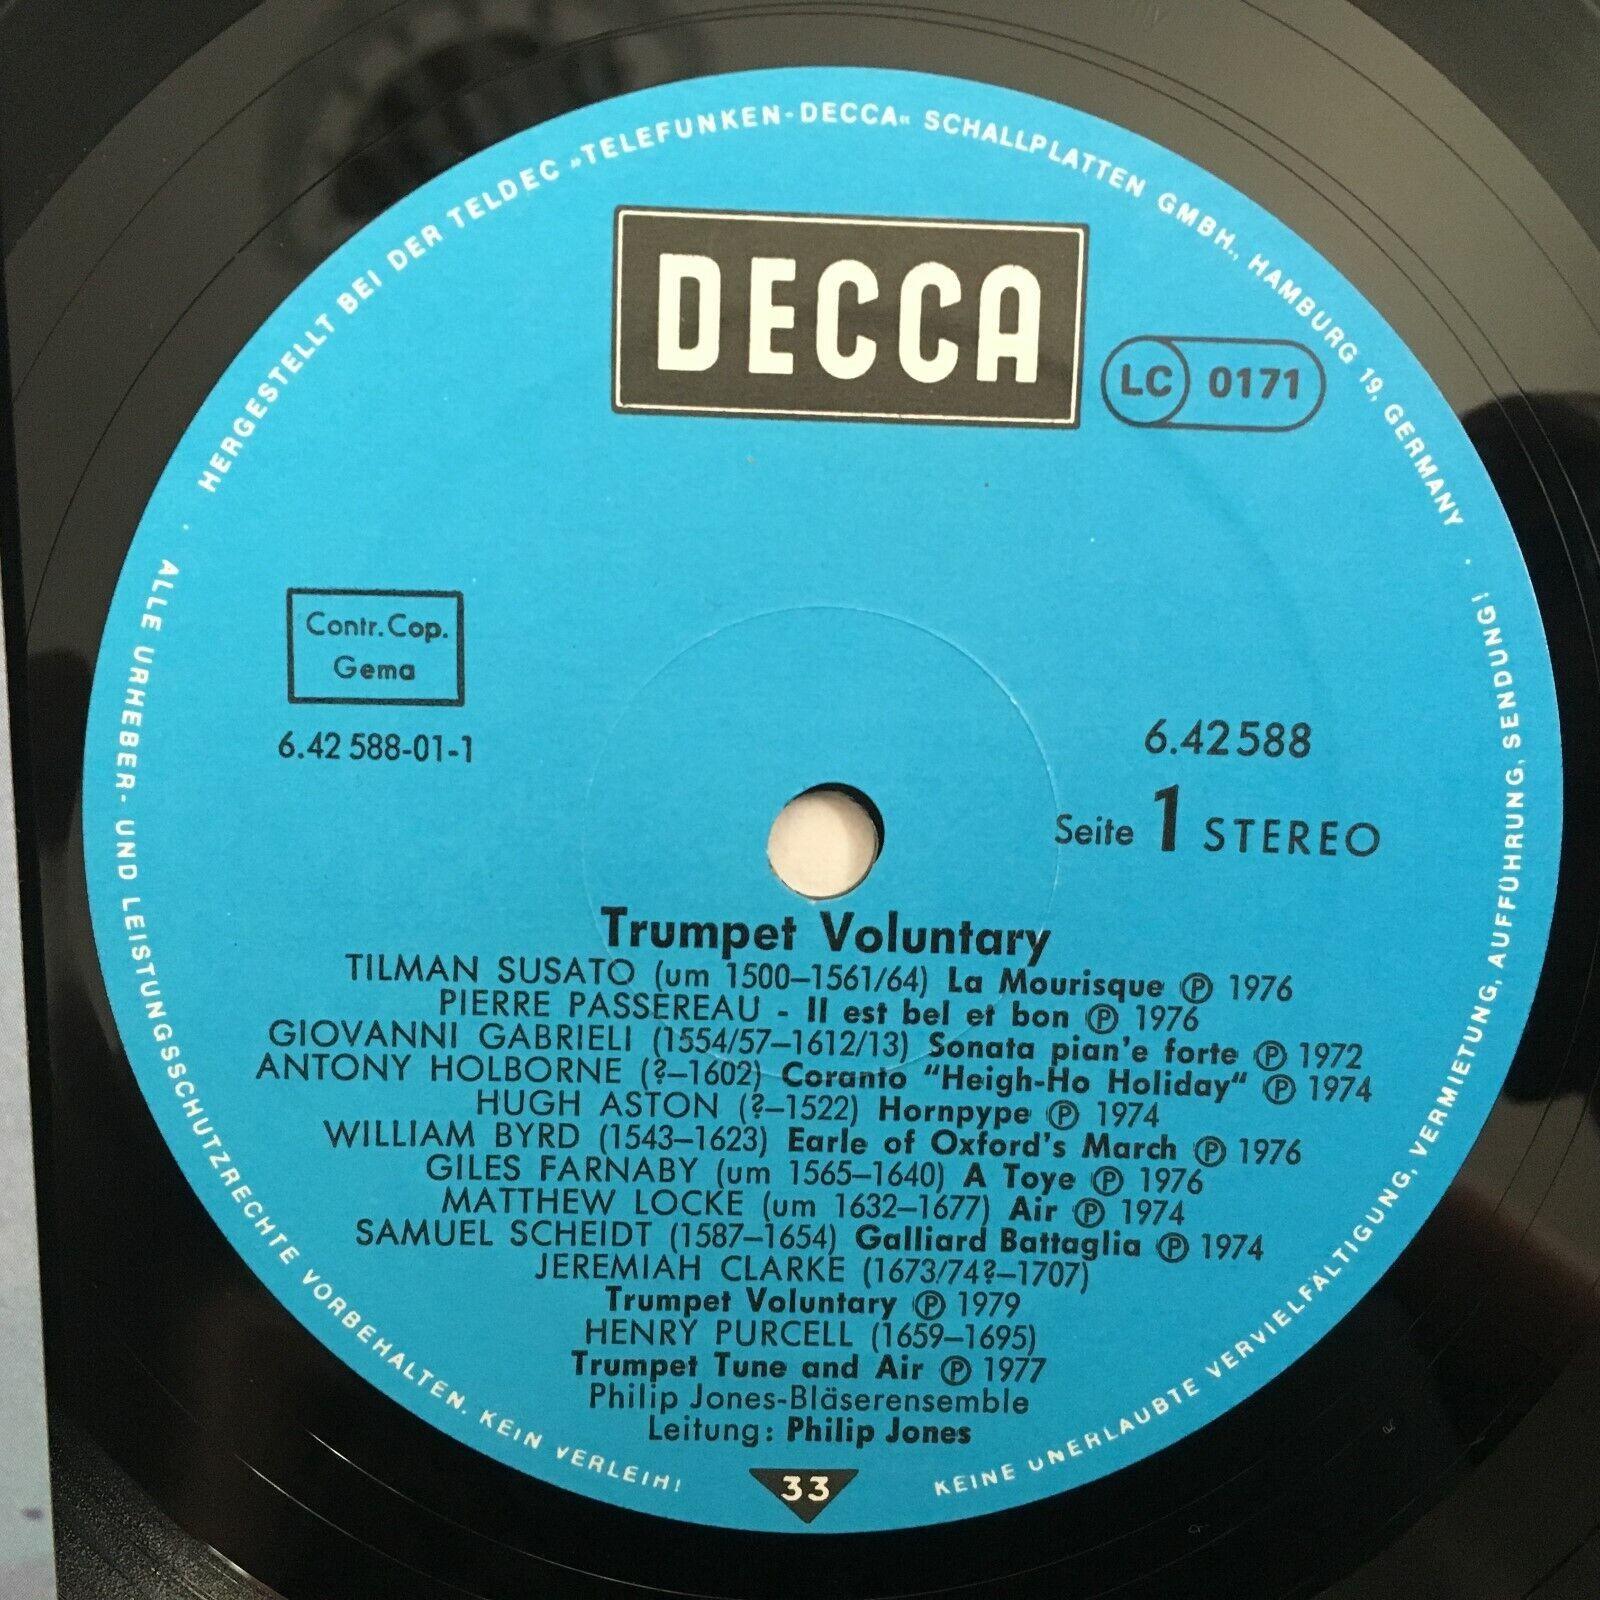 HERGESTELLT BEI DER TELDEC »TELEFUNKEN-DECCA« SCHALLPLATTEN GMBH., HAMBURG 19, GERMANY
DECCA
LC 0171
Contr.Cop.
Gema
6.42 588-01-1
6.42588
Seite 1 STEREO
Trumpet Voluntary
TILMAN SUSATO (um 1500–1561/64) La Mourisque ℗ 1976
PIERRE PASSEREAU - Il est bel et bon ℗ 1976
GIOVANNI GABRIELI (1554/57–1612/13) Sonata pian'e forte ℗ 1972
ANTONY HOLBORNE (?–1602) Coranto "Heigh-Ho Holiday“ ℗ 1974
HUGH ASTON (?–1522) Hornpype ℗ 1974
WILLIAM BYRD (1543–1623) Earle of Oxford's March ℗ 1976
GILES FARNABY (um 1565–1640) A Toye ℗ 1976
MATTHEW LOCKE (um 1632–1677) Air ℗ 1974
SAMUEL SCHEIDT (1587–1654) Galliard Battaglia ℗ 1974
JEREMIAH CLARKE (1673/74?–1707)
Trumpet Voluntary ℗ 1979
HENRY PURCELL (1659–1695)
Trumpet Tune and Air ℗ 1977
Philip Jones-Bläserensemble
Leitung: Philip Jones
33
ALLE URHEBER- UND LEISTUNGSSCHUTZRECHTE VORBEHALTEN. KEIN VERLEIH!
KEINE UNERLAUBTE VERVIELFÄLTIGUNG, VERMIETUNG, AUFFÜHRUNG, SENDUNG!